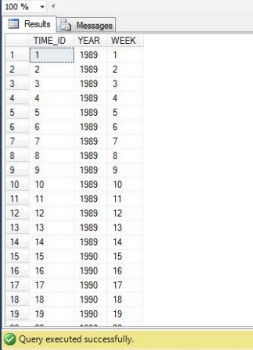 100 %
Results Messages
TIME_ID YEAR WEEK
1 1 1989 1
2 2 1989 2
3 3 1989 3
4 4 1989 4
5 5 1989 5
6 6 1989 6
7 7 1989 7
8 8 1989 8
9 9 1989 9
10 10 1989 10
11 11 1989 11
12 12 1989 12
13 13 1989 13
14 14 1989 14
15 15 1990 15
16 16 1990 16
17 17 1990 17
18 18 1990 18
19 19 1990 19
Query executed successfully.